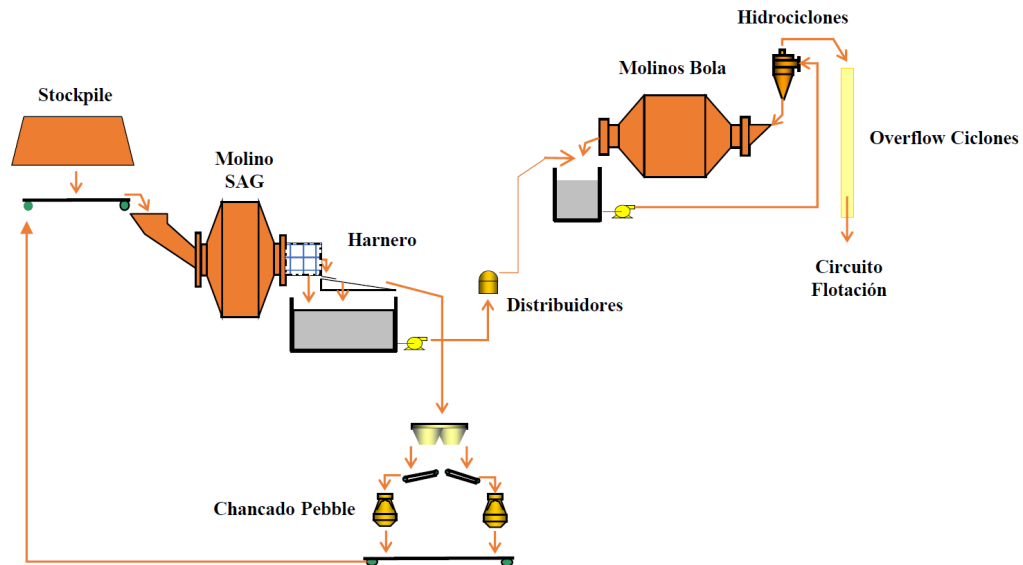 Hidrociclones
Molinos Bola
Stockpile
Overflow Ciclones
Molino
SAG
Harnero
Circuito
Flotación
Distribuidores
Chancado Pebble